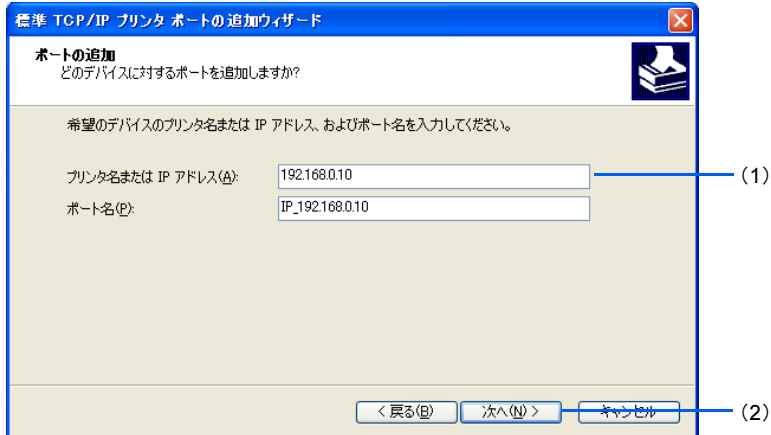 標準 TCP/IP プリンタ ポートの追加ウィザード
ポートの追加
どのデバイスに対するポートを追加しますか?
希望のデバイスのプリンタ名または IP アドレス、およびポート名を入力してください。
プリンタ名または IP アドレス(A): 192.168.0.10 (1)
ポート名(P): IP_192.168.0.10
< 戻る(B) 次へ(N) > キャンセル (2)